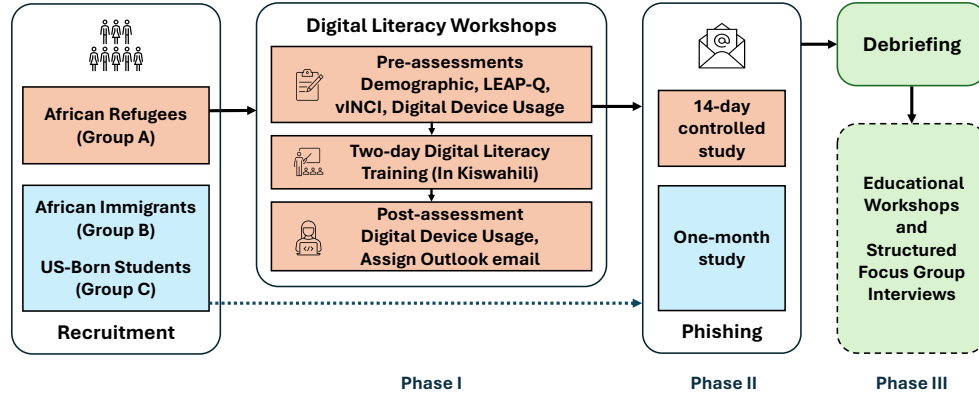 African Refugees
(Group A)
African Immigrants
(Group B)
US-Born Students
(Group C)
Recruitment
Digital Literacy Workshops
Pre-assessments
Demographic, LEAP-Q,
vINCI, Digital Device Usage
Two-day Digital Literacy
Training (In Kiswahili)
Post-assessment
Digital Device Usage,
Assign Outlook email
14-day
controlled
study
One-month
study
Phishing
Debriefing
Educational
Workshops
and
Structured
Focus Group
Interviews
Phase I
Phase II
Phase III